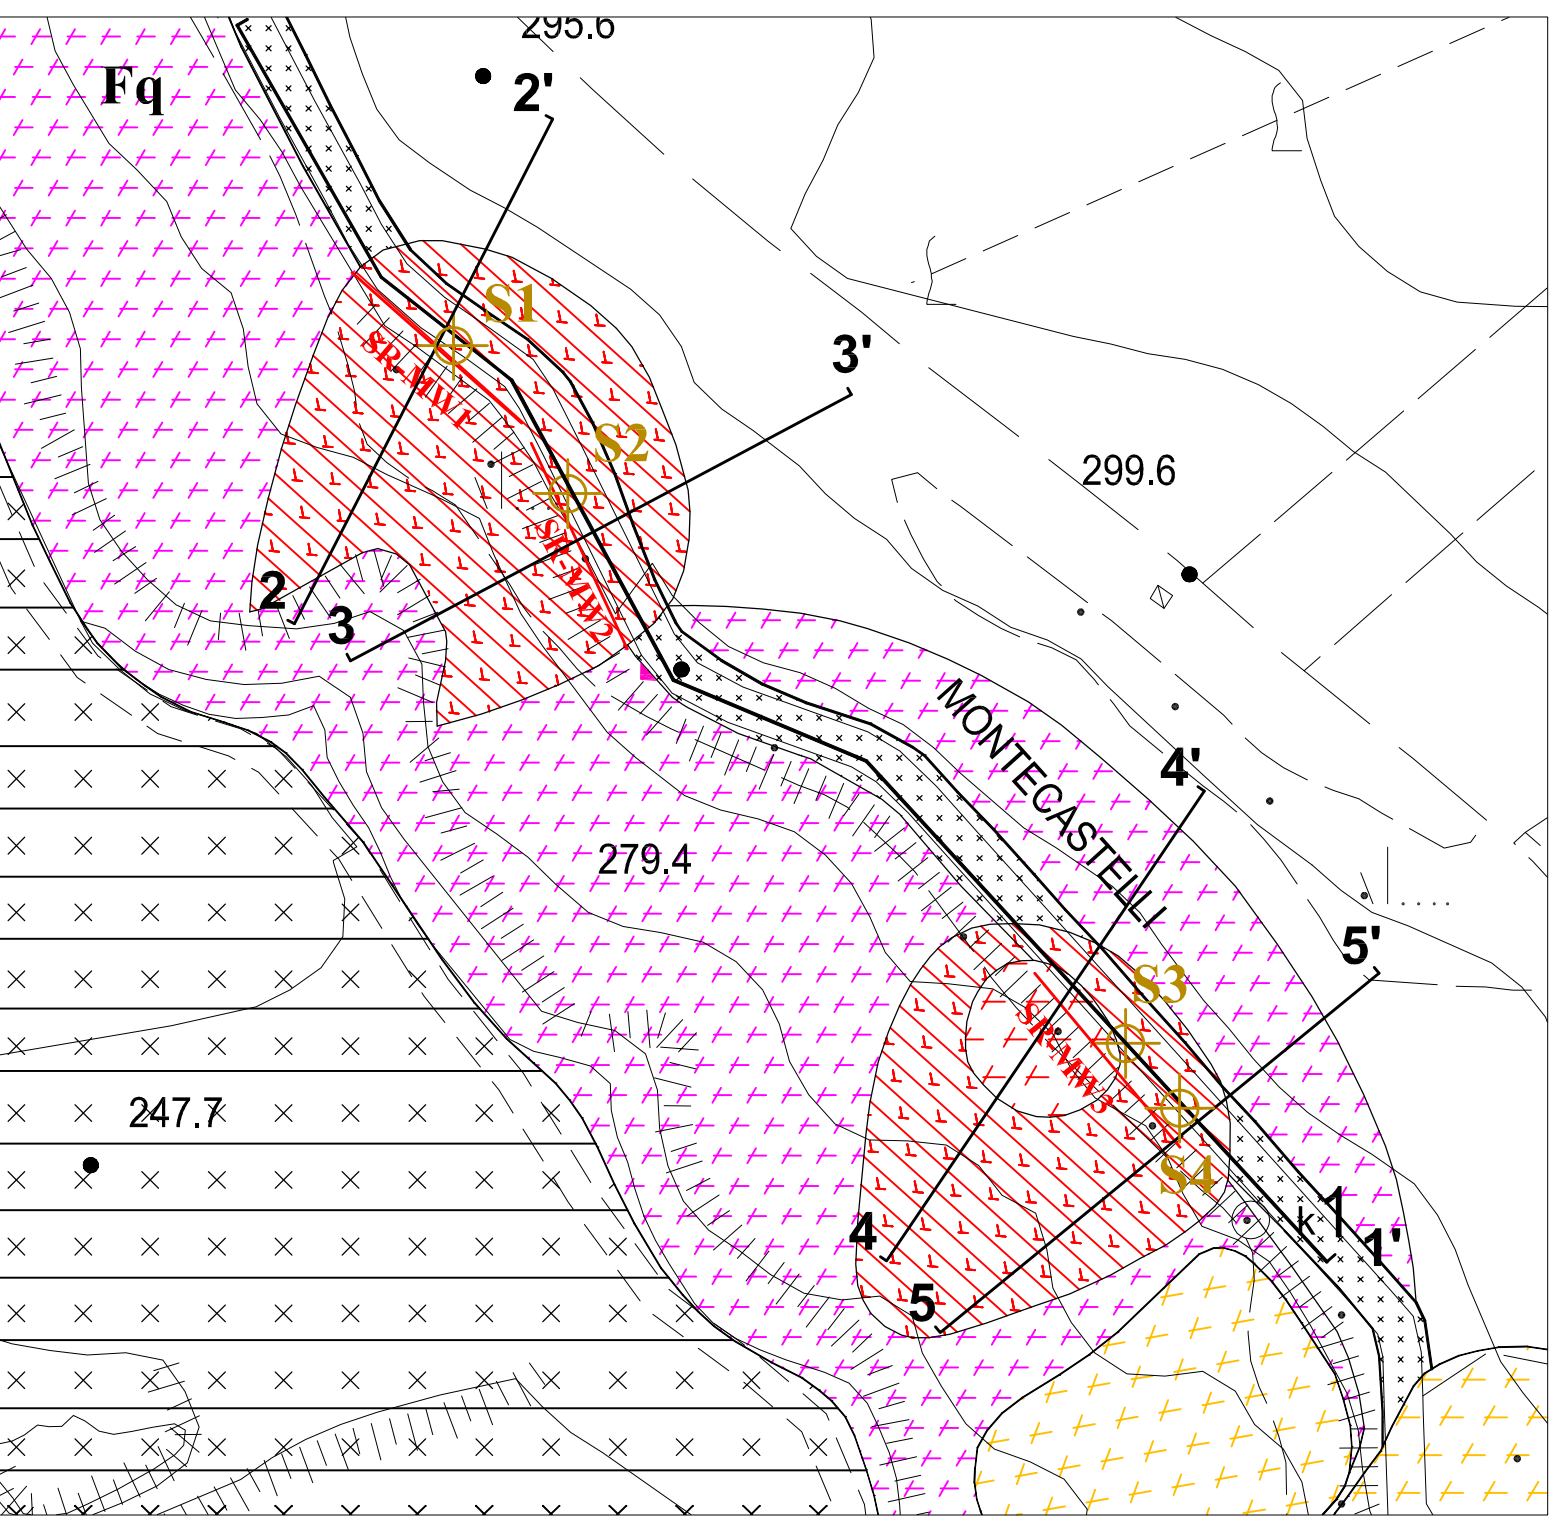 295.6
Fq
2'
S1
3'
SR-MW1
S2
299.6
SR-MW2
2
3
MONTECASTELLI
4'
279.4
5'
S3
SR-MW3
247.7
S4
4
k 1
1'
5